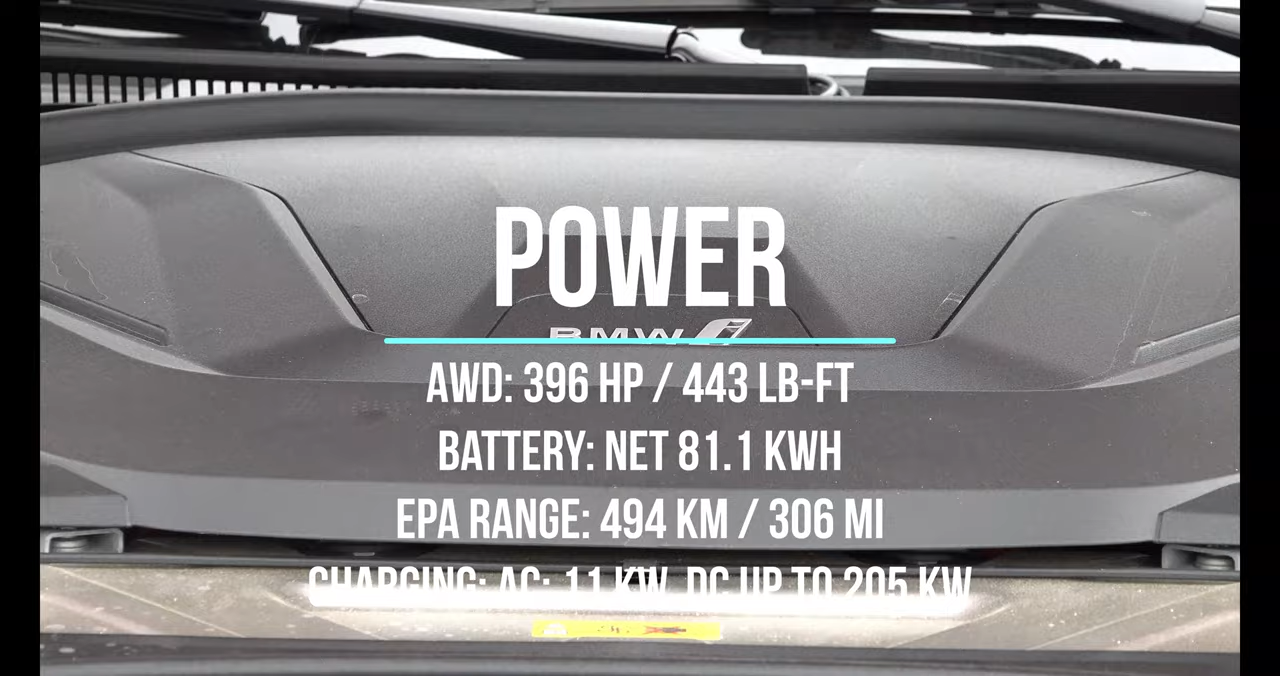 POWER
BMW i
AWD: 396 HP / 443 LB-FT
BATTERY: NET 81.1 KWH
EPA RANGE: 494 KM / 306 MI
CHARGING: AC: 11 KW, DC UP TO 205 KW